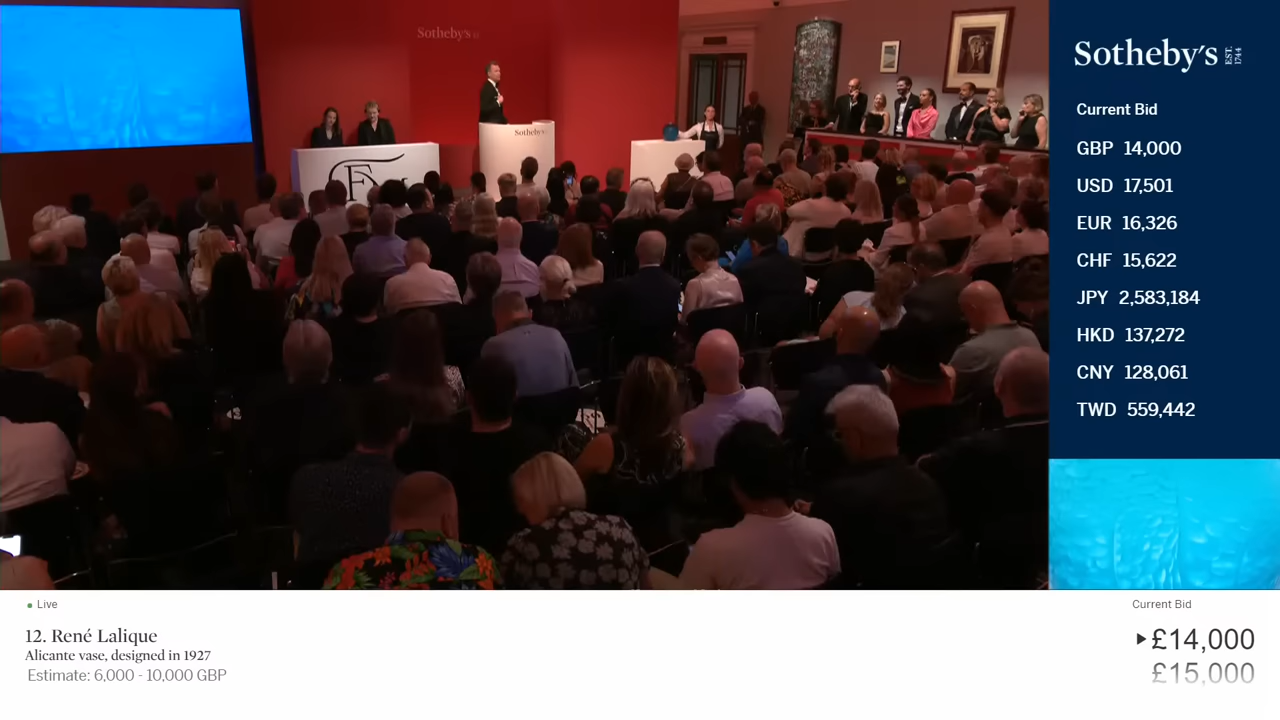 Sotheby's
Sotheby's
Sotheby's EST. 1744
Current Bid
GBP 14,000
USD 17,501
EUR 16,326
CHF 15,622
JPY 2,583,184
HKD 137,272
CNY 128,061
TWD 559,442
Live
12. René Lalique
Alicante vase, designed in 1927
Estimate: 6,000 - 10,000 GBP
Current Bid
£14,000
£15,000